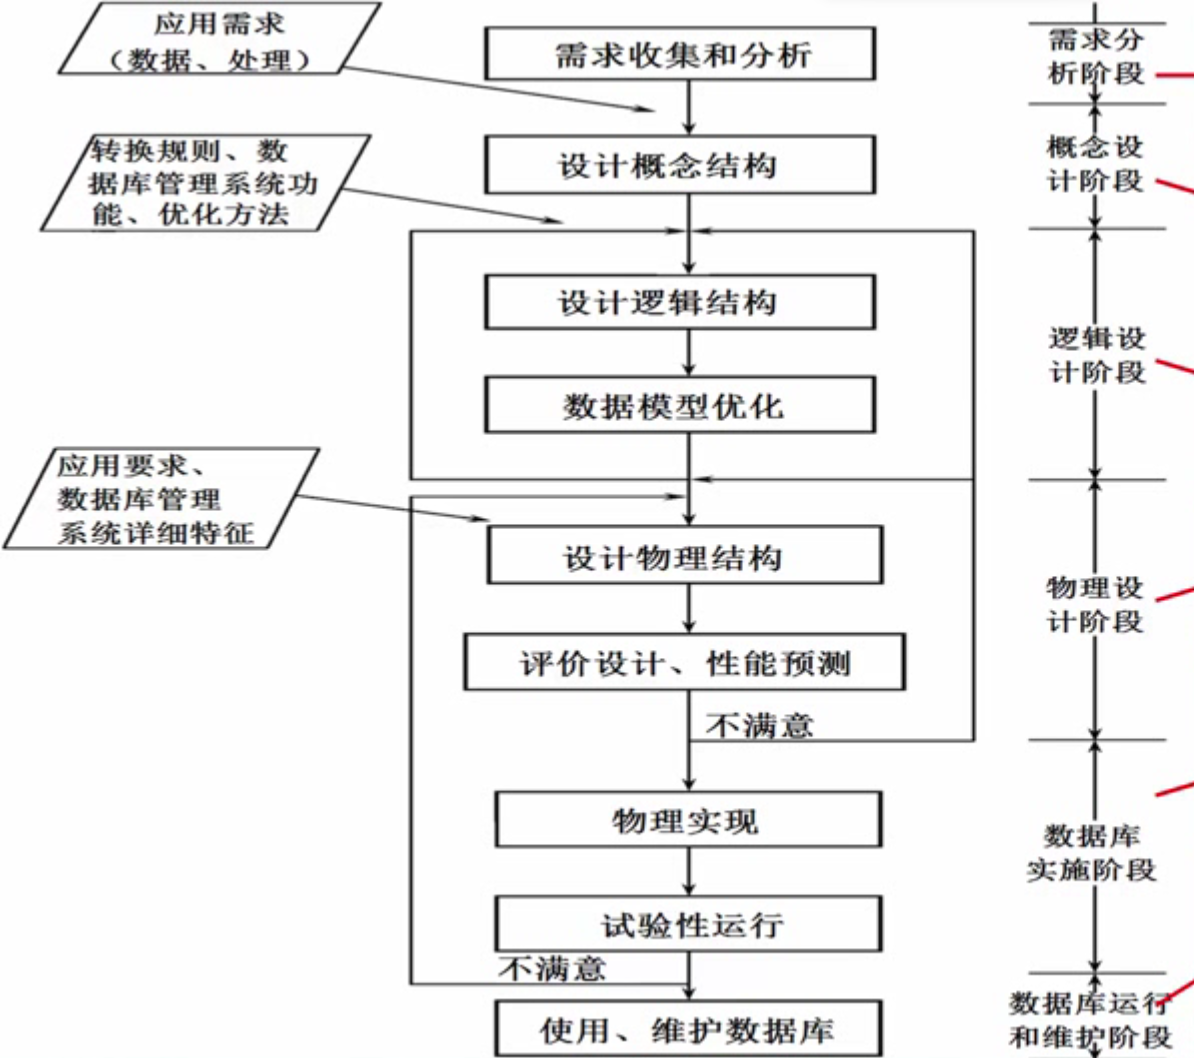 应用需求
（数据、处理）
需求收集和分析
需求分
析阶段
转换规则、数
据库管理系统功
能、优化方法
设计概念结构
概念设
计阶段
设计逻辑结构
数据模型优化
逻辑设
计阶段
应用要求、
数据库管理
系统详细特征
设计物理结构
评价设计、性能预测
不满意
物理设
计阶段
物理实现
试验性运行
不满意
数据库
实施阶段
使用、维护数据库
数据库运行
和维护阶段